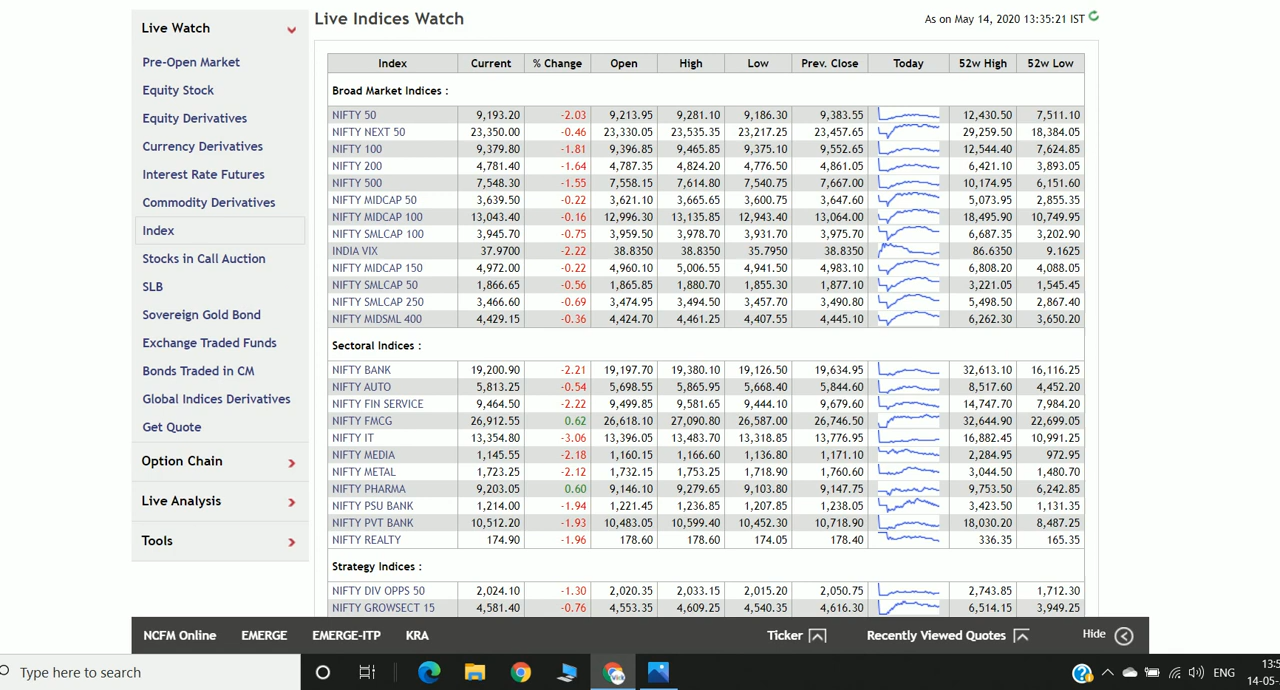 Live Indices Watch
As on May 14, 2020 13:35:21 IST
Live Watch
Pre-Open Market
Equity Stock
Equity Derivatives
Currency Derivatives
Interest Rate Futures
Commodity Derivatives
Index
Stocks in Call Auction
SLB
Sovereign Gold Bond
Exchange Traded Funds
Bonds Traded in CM
Global Indices Derivatives
Get Quote
Option Chain
Live Analysis
Tools
Index Current % Change Open High Low Prev. Close Today 52w High 52w Low
Broad Market Indices :
NIFTY 50 9,193.20 -2.03 9,213.95 9,281.10 9,186.30 9,383.55 12,430.50 7,511.10
NIFTY NEXT 50 23,350.00 -0.46 23,330.05 23,535.35 23,217.25 23,457.65 29,259.50 18,384.05
NIFTY 100 9,379.80 -1.81 9,396.85 9,465.85 9,375.10 9,552.65 12,544.40 7,624.85
NIFTY 200 4,781.40 -1.64 4,787.35 4,824.20 4,776.50 4,861.05 6,421.10 3,893.05
NIFTY 500 7,548.30 -1.55 7,558.15 7,614.80 7,540.75 7,667.00 10,174.95 6,151.60
NIFTY MIDCAP 50 3,639.50 -0.22 3,621.10 3,665.65 3,600.75 3,647.60 5,073.95 2,855.35
NIFTY MIDCAP 100 13,043.40 -0.16 12,996.30 13,135.85 12,943.40 13,064.00 18,495.90 10,749.95
NIFTY SMLCAP 100 3,945.70 -0.75 3,959.50 3,978.70 3,931.70 3,975.70 6,687.35 3,202.90
INDIA VIX 37.9700 -2.22 38.8350 38.8350 35.7950 38.8350 86.6350 9.1625
NIFTY MIDCAP 150 4,972.00 -0.22 4,960.10 5,006.55 4,941.50 4,983.10 6,808.20 4,088.05
NIFTY SMLCAP 50 1,866.65 -0.56 1,865.85 1,880.70 1,855.30 1,877.10 3,221.05 1,545.45
NIFTY SMLCAP 250 3,466.60 -0.69 3,474.95 3,494.50 3,457.70 3,490.80 5,498.50 2,867.40
NIFTY MIDSML 400 4,429.15 -0.36 4,424.70 4,461.25 4,407.55 4,445.10 6,262.30 3,650.20
Sectoral Indices :
NIFTY BANK 19,200.90 -2.21 19,197.70 19,380.10 19,126.50 19,634.95 32,613.10 16,116.25
NIFTY AUTO 5,813.25 -0.54 5,698.55 5,865.95 5,668.40 5,844.60 8,517.60 4,452.20
NIFTY FIN SERVICE 9,464.50 -2.22 9,499.85 9,581.65 9,444.10 9,679.60 14,747.70 7,984.20
NIFTY FMCG 26,912.55 0.62 26,618.10 27,090.80 26,587.00 26,746.50 32,644.90 22,699.05
NIFTY IT 13,354.80 -3.06 13,396.05 13,483.70 13,318.85 13,776.95 16,882.45 10,991.25
NIFTY MEDIA 1,145.55 -2.18 1,160.15 1,166.60 1,136.80 1,171.10 2,284.95 972.95
NIFTY METAL 1,723.25 -2.12 1,732.15 1,753.25 1,718.90 1,760.60 3,044.50 1,480.70
NIFTY PHARMA 9,203.05 0.60 9,146.10 9,279.65 9,103.80 9,147.75 9,753.50 6,242.85
NIFTY PSU BANK 1,214.00 -1.94 1,221.45 1,236.85 1,207.85 1,238.05 3,423.50 1,131.35
NIFTY PVT BANK 10,512.20 -1.93 10,483.05 10,599.40 10,452.30 10,718.90 18,030.20 8,487.25
NIFTY REALTY 174.90 -1.96 178.60 178.60 174.05 178.40 336.35 165.35
Strategy Indices :
NIFTY DIV OPPS 50 2,024.10 -1.30 2,020.35 2,033.15 2,015.20 2,050.75 2,743.85 1,712.30
NIFTY GROWSECT 15 4,581.40 -0.76 4,553.35 4,609.25 4,540.35 4,616.30 6,514.15 3,949.25
NCFM Online EMERGE EMERGE-ITP KRA Ticker Recently Viewed Quotes Hide
Type here to search
ENG
13:5
14-05-